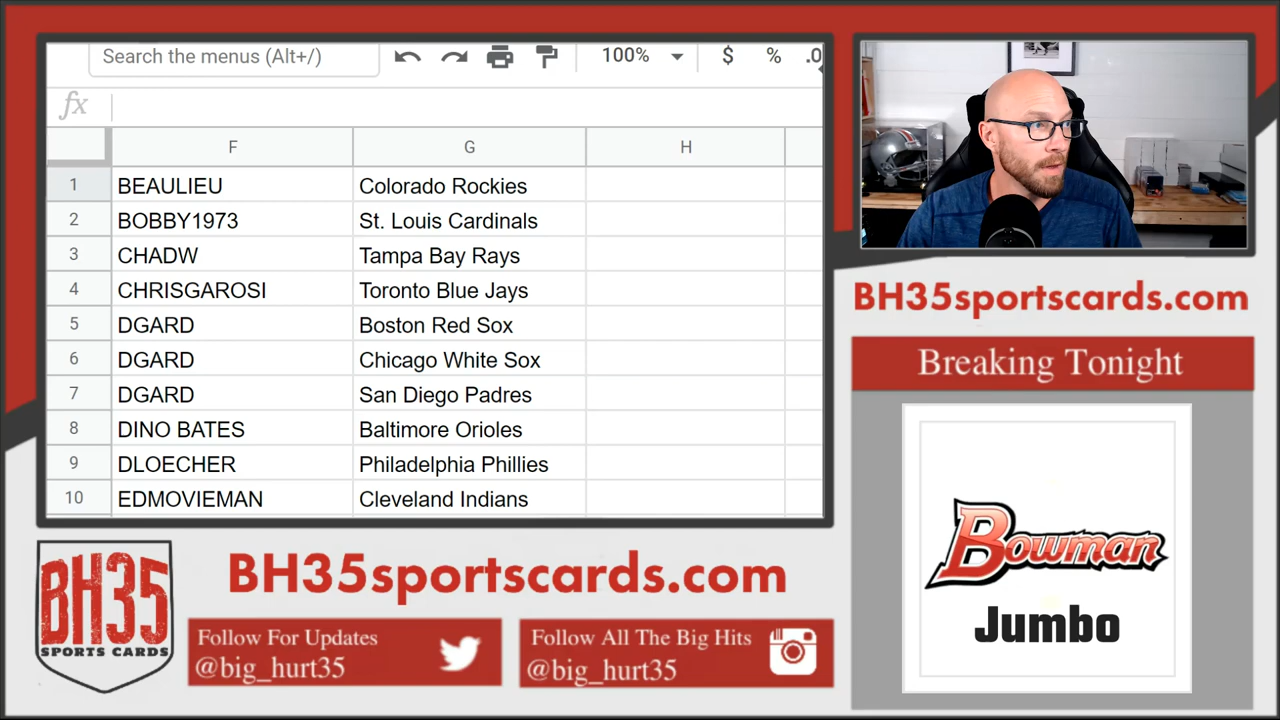 Search the menus (Alt+/)
100%
$
%
.0
fx
F
G
H
1 BEAULIEU Colorado Rockies
2 BOBBY1973 St. Louis Cardinals
3 CHADW Tampa Bay Rays
4 CHRISGAROSI Toronto Blue Jays
5 DGARD Boston Red Sox
6 DGARD Chicago White Sox
7 DGARD San Diego Padres
8 DINO BATES Baltimore Orioles
9 DLOECHER Philadelphia Phillies
10 EDMOVIEMAN Cleveland Indians
BH35sportscards.com
Breaking Tonight
Bowman
Jumbo
BH35
SPORTS CARDS
BH35sportscards.com
Follow For Updates
@big_hurt35
Follow All The Big Hits
@big_hurt35